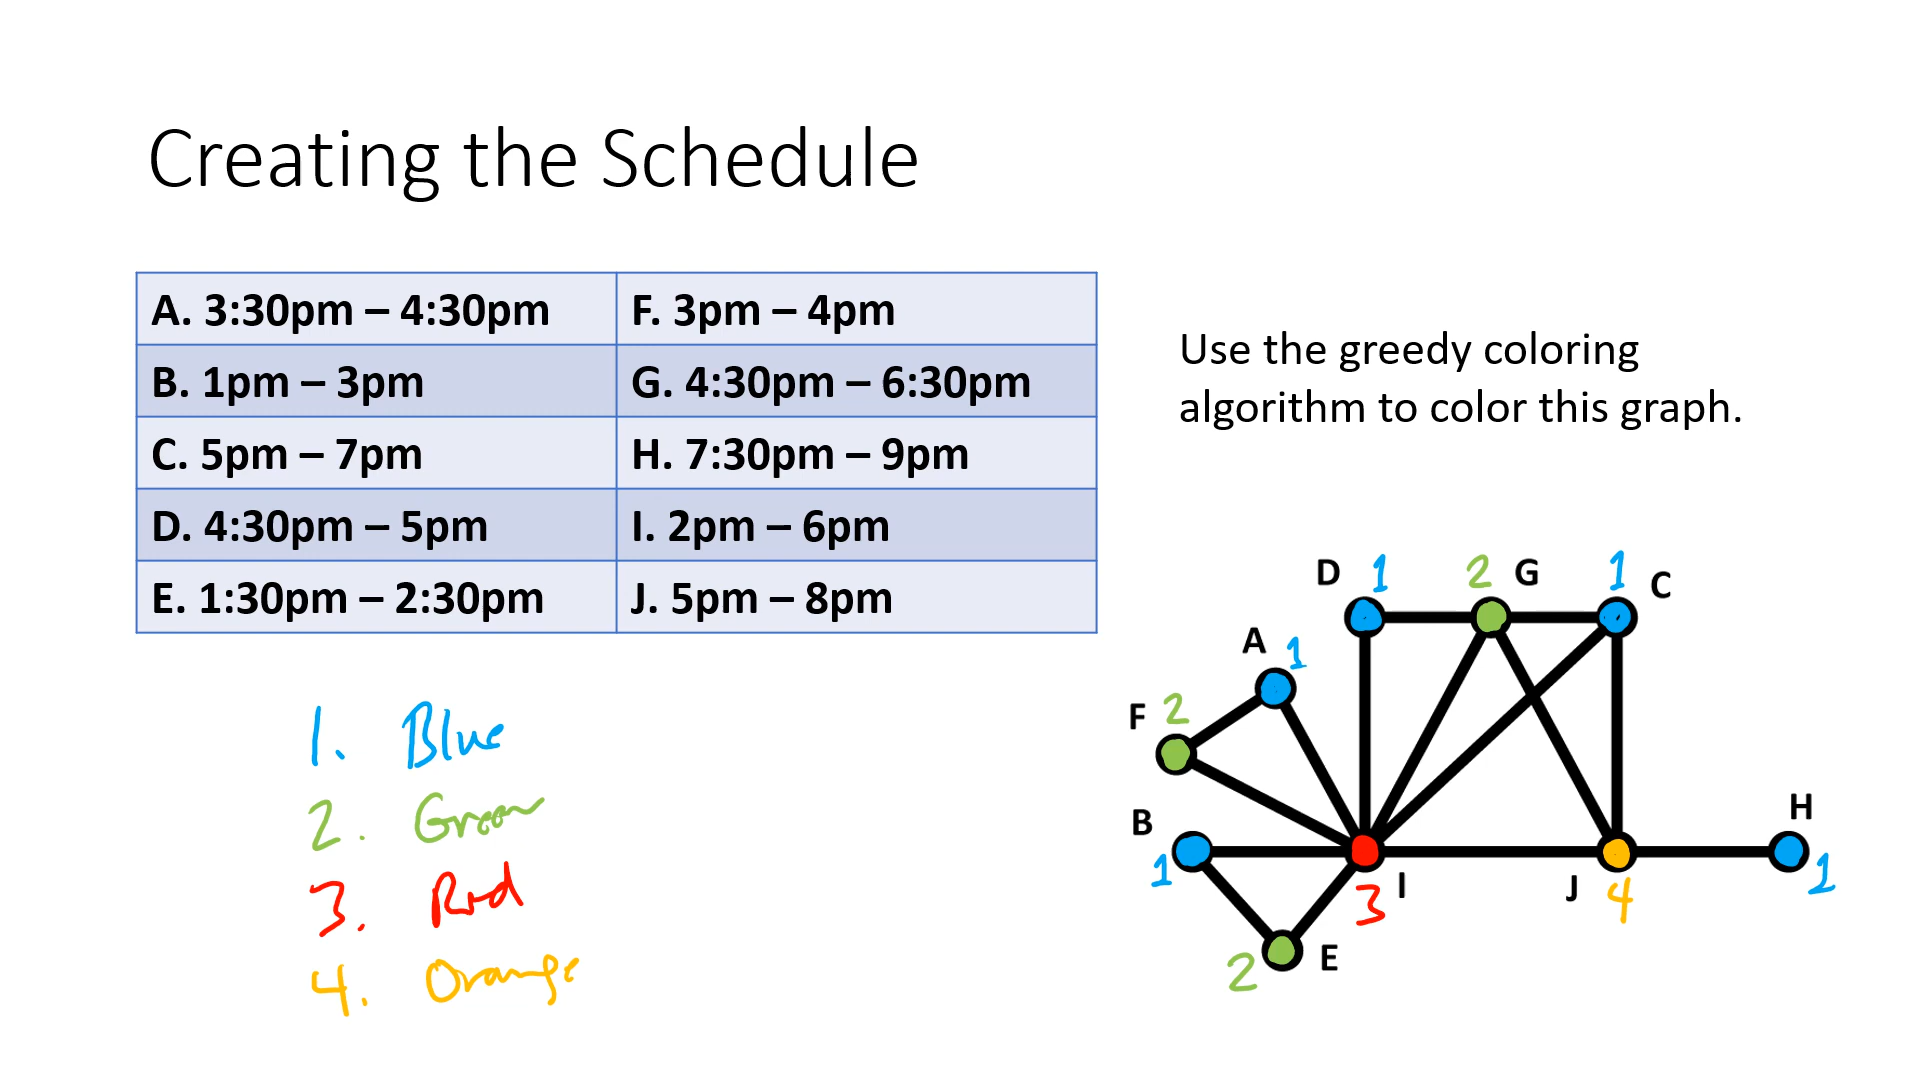 Creating the Schedule
A. 3:30pm – 4:30pm F. 3pm – 4pm
B. 1pm – 3pm G. 4:30pm – 6:30pm
C. 5pm – 7pm H. 7:30pm – 9pm
D. 4:30pm – 5pm I. 2pm – 6pm
E. 1:30pm – 2:30pm J. 5pm – 8pm
Use the greedy coloring
algorithm to color this graph.
1. Blue
2. Green
3. Red
4. Orange
D 1 2 G 1 C
A 1
F 2
B H
1 3 I J 4 1
2 E